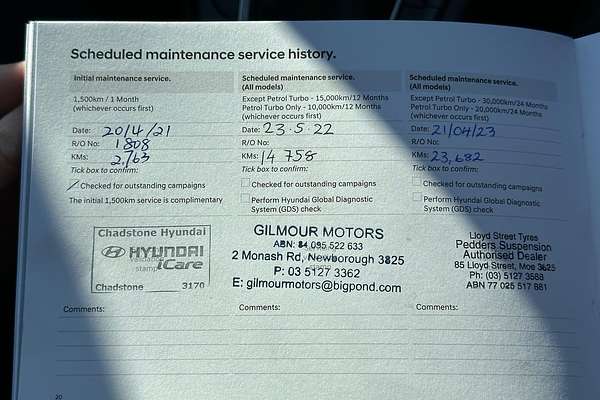 Scheduled maintenance service history.
Initial maintenance service.
1,500km / 1 Month
(whichever occurs first)
Date: 20/4/21
R/O No: 1808
KMs: 2,763
Tick box to confirm:
Checked for outstanding campaigns
The initial 1,500km service is complimentary
Chadstone Hyundai
HYUNDAI
iCare
stamp
Chadstone 3170
Comments:
Scheduled maintenance service.
(All models)
Except Petrol Turbo - 15,000km/12 Months
Petrol Turbo Only - 10,000km/12 Months
(whichever occurs first)
Date: 23.5.22
R/O No:
KMs: 14 758
Tick box to confirm:
Checked for outstanding campaigns
Perform Hyundai Global Diagnostic
System (GDS) check
GILMOUR MOTORS
ABN: 84 095 522 633
2 Monash Rd, Newborough 3825
P: 03 5127 3362
E: gilmourmotors@bigpond.com
Comments:
Scheduled maintenance service.
(All models)
Except Petrol Turbo - 30,000km/24 Months
Petrol Turbo Only - 20,000km/24 Months
(whichever occurs first)
Date: 21/04/23
R/O No:
KMs: 23,682
Tick box to confirm:
Checked for outstanding campaigns
Perform Hyundai Global Diagnostic
System (GDS) check
Lloyd Street Tyres
Pedders Suspension
Authorised Dealer
85 Lloyd Street, Moe 3825
Ph: (03) 5127 3588
ABN 77 025 517 881
Comments:
20